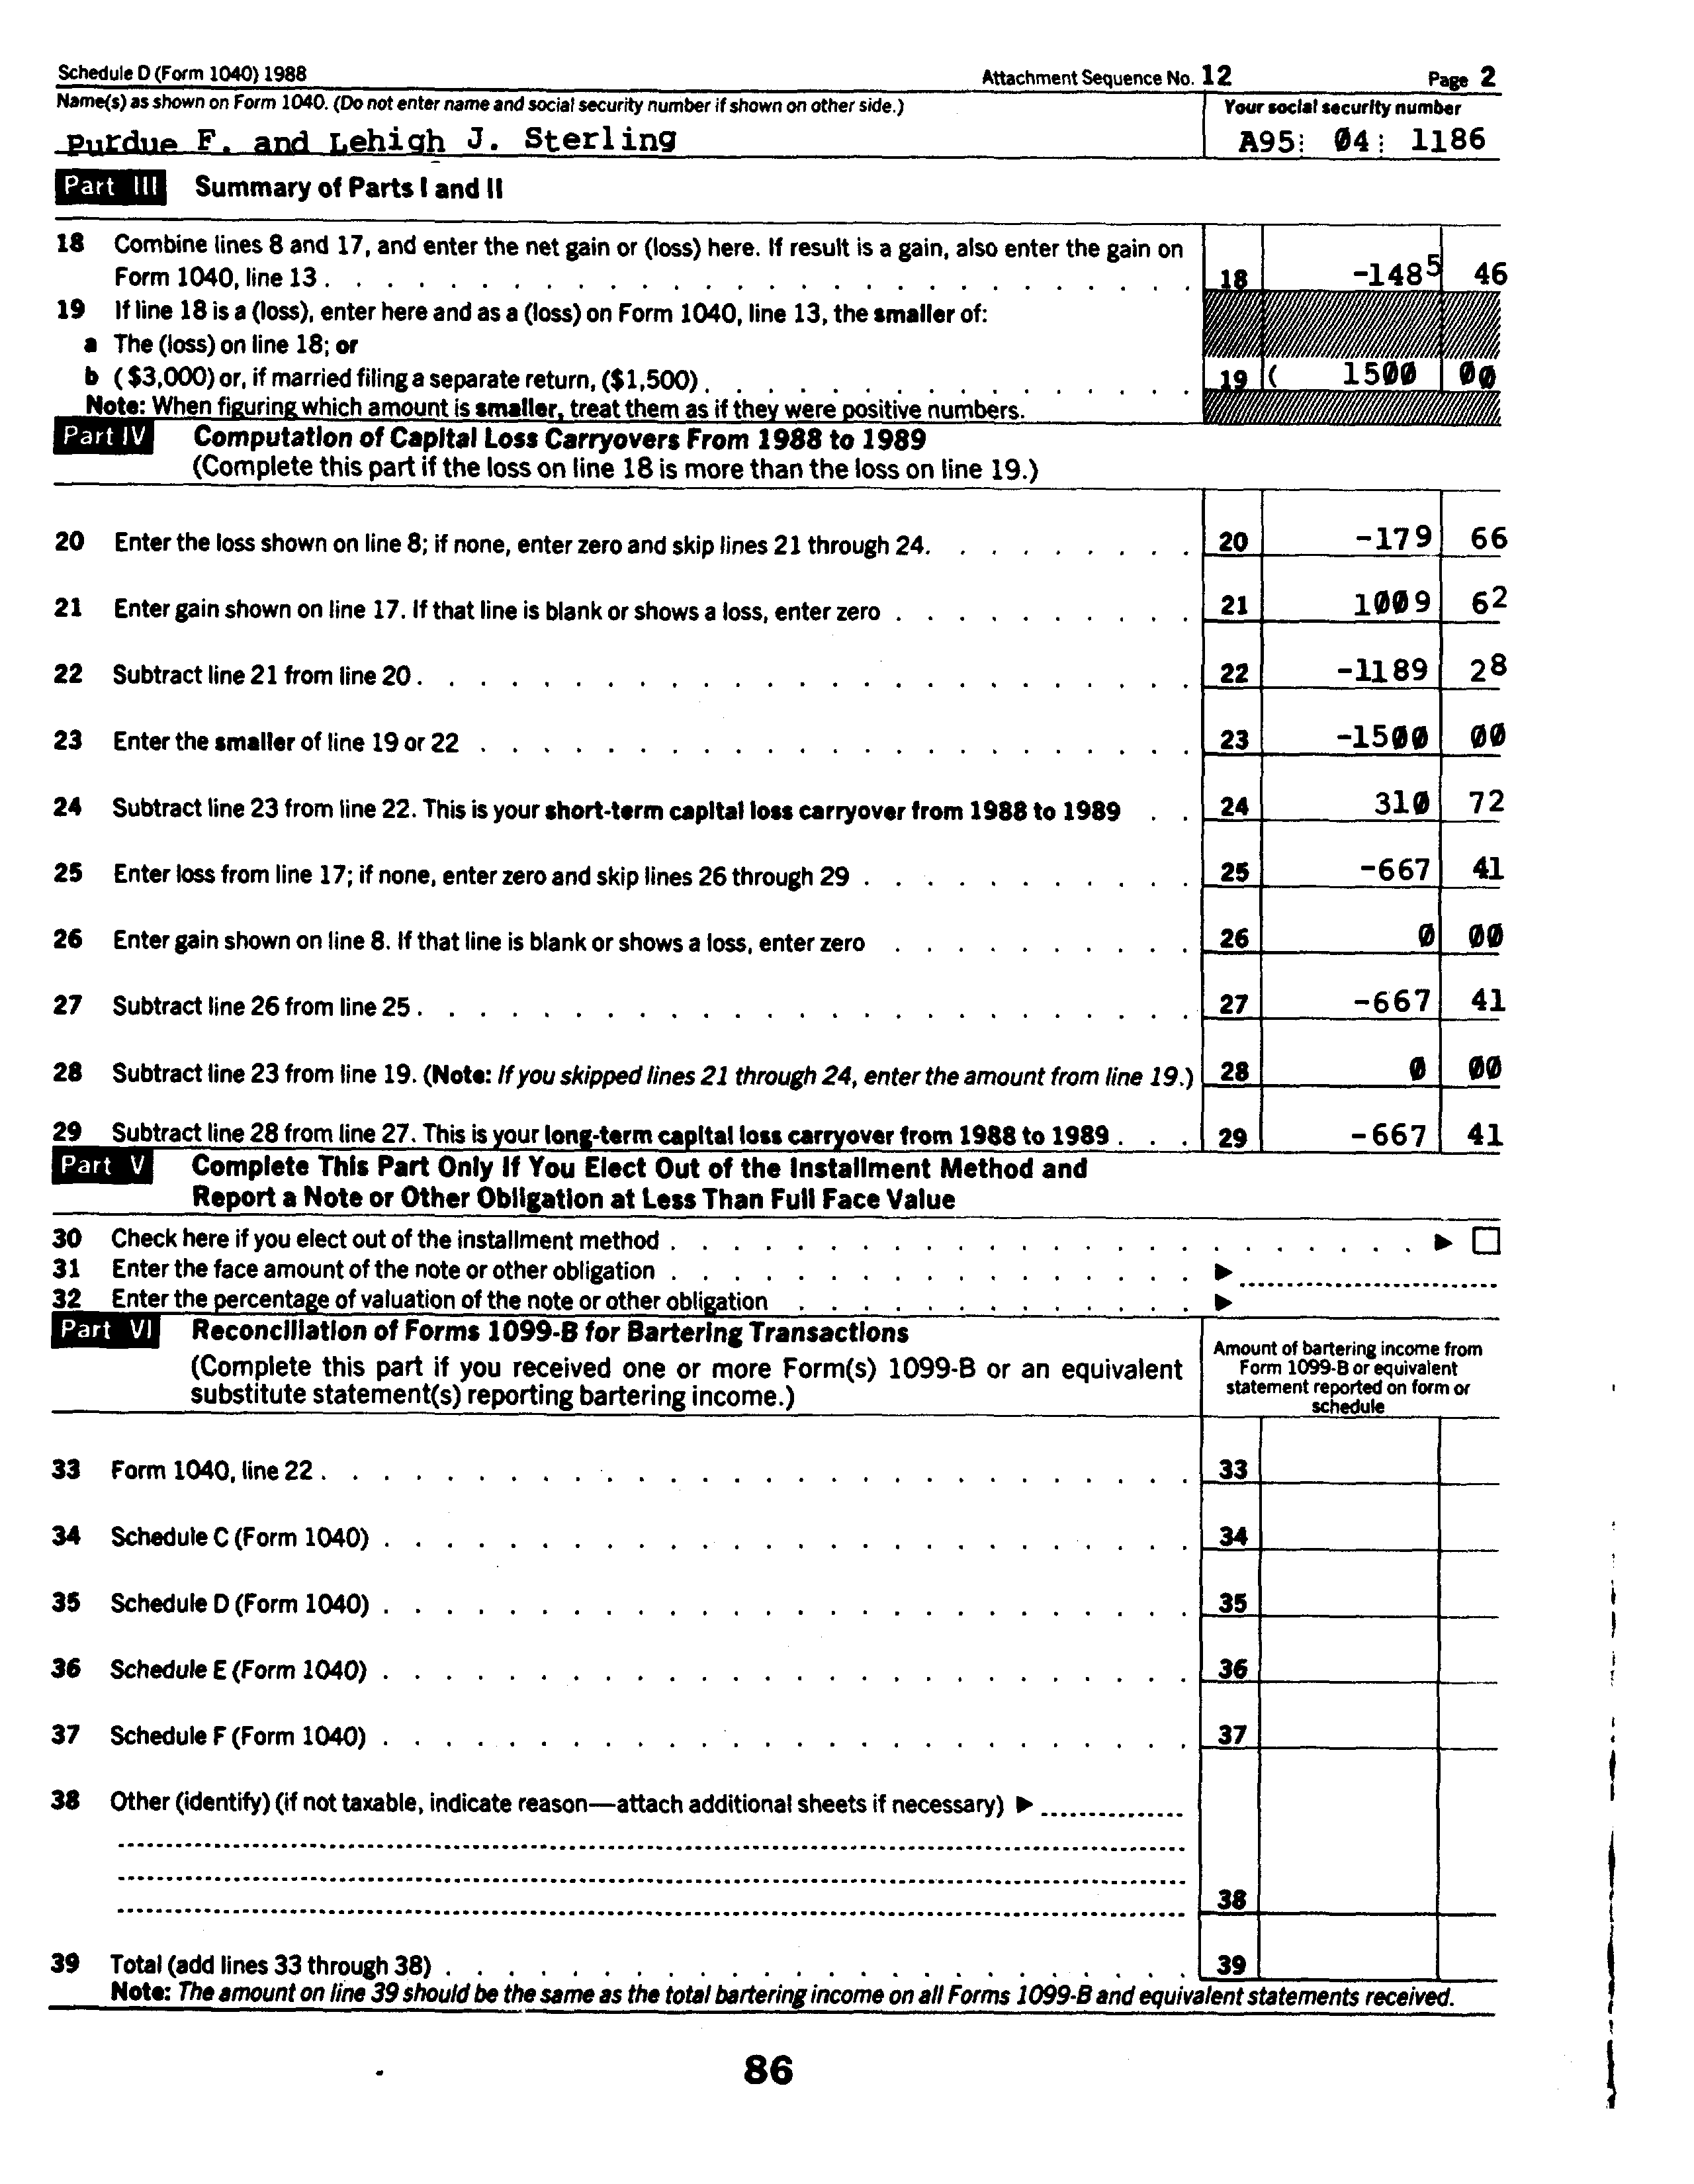 Schedule D (Form 1040) 1988 Attachment Sequence No. 12 Page 2
Name(s) as shown on Form 1040. (Do not enter name and social security number if shown on other side.) Your social security number
Purdue F. and Lehigh J. Sterling A95 04 1186
Part III Summary of Parts I and II
18 Combine lines 8 and 17, and enter the net gain or (loss) here. If result is a gain, also enter the gain on
Form 1040, line 13 . . . . . . . . . . . . . . . . . . . . . . . . . . . . 18 -1485 46
19 If line 18 is a (loss), enter here and as a (loss) on Form 1040, line 13, the smaller of:
a The (loss) on line 18; or
b ($3,000) or, if married filing a separate return, ($1,500) . . . . . . . . . . . . . . . . 19 ( 1500 00
Note: When figuring which amount is smaller, treat them as if they were positive numbers.
Part IV Computation of Capital Loss Carryovers From 1988 to 1989
(Complete this part if the loss on line 18 is more than the loss on line 19.)
20 Enter the loss shown on line 8; if none, enter zero and skip lines 21 through 24. . . . . . . . . 20 -179 66
21 Enter gain shown on line 17. If that line is blank or shows a loss, enter zero . . . . . . . . . . 21 1009 62
22 Subtract line 21 from line 20 . . . . . . . . . . . . . . . . . . . . . . . . . 22 -1189 28
23 Enter the smaller of line 19 or 22 . . . . . . . . . . . . . . . . . . . . . . . 23 -1500 00
24 Subtract line 23 from line 22. This is your short-term capital loss carryover from 1988 to 1989 . . 24 310 72
25 Enter loss from line 17; if none, enter zero and skip lines 26 through 29 . . . . . . . . . . . 25 -667 41
26 Enter gain shown on line 8. If that line is blank or shows a loss, enter zero . . . . . . . . . . 26 0 00
27 Subtract line 26 from line 25 . . . . . . . . . . . . . . . . . . . . . . . . . 27 -667 41
28 Subtract line 23 from line 19. (Note: If you skipped lines 21 through 24, enter the amount from line 19.) 28 0 00
29 Subtract line 28 from line 27. This is your long-term capital loss carryover from 1988 to 1989 . . . 29 -667 41
Part V Complete This Part Only If You Elect Out of the Installment Method and
Report a Note or Other Obligation at Less Than Full Face Value
30 Check here if you elect out of the installment method . . . . . . . . . . . . . . . . . . . . . . . . ▶ ☐
31 Enter the face amount of the note or other obligation . . . . . . . . . . . . . . . . . ▶
32 Enter the percentage of valuation of the note or other obligation . . . . . . . . . . . . . ▶
Part VI Reconciliation of Forms 1099-B for Bartering Transactions
(Complete this part if you received one or more Form(s) 1099-B or an equivalent
substitute statement(s) reporting bartering income.)
Amount of bartering income from
Form 1099-B or equivalent
statement reported on form or
schedule
33 Form 1040, line 22 . . . . . . . . . . . . . . . . . . . . . . . . . . . . 33
34 Schedule C (Form 1040) . . . . . . . . . . . . . . . . . . . . . . . . . . 34
35 Schedule D (Form 1040) . . . . . . . . . . . . . . . . . . . . . . . . . . 35
36 Schedule E (Form 1040) . . . . . . . . . . . . . . . . . . . . . . . . . . 36
37 Schedule F (Form 1040) . . . . . . . . . . . . . . . . . . . . . . . . . . 37
38 Other (identify) (if not taxable, indicate reason—attach additional sheets if necessary) ▶
38
39 Total (add lines 33 through 38) . . . . . . . . . . . . . . . . . . . . . . . . 39
Note: The amount on line 39 should be the same as the total bartering income on all Forms 1099-B and equivalent statements received.
86